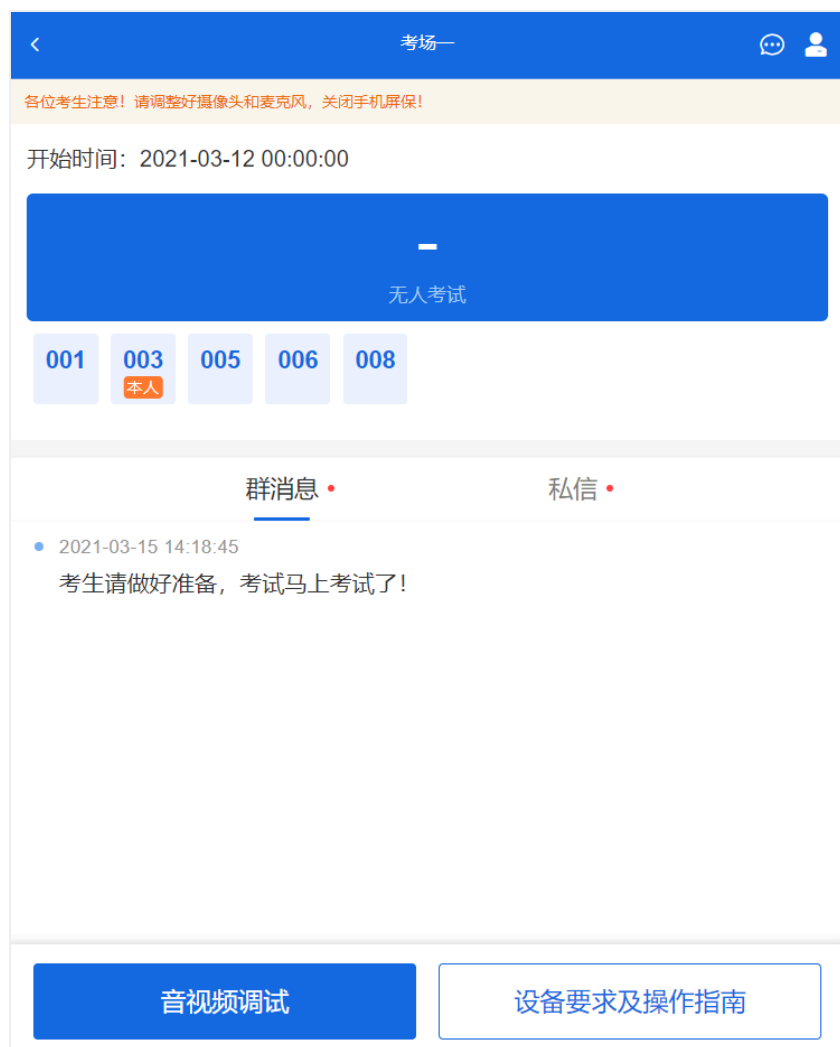 考场一
各位考生注意！请调整好摄像头和麦克风，关闭手机屏保！
开始时间：2021-03-12 00:00:00
-
无人考试
001 003 005 006 008
本人
群消息 私信
2021-03-15 14:18:45
考生请做好准备，考试马上考试了！
音视频调试 设备要求及操作指南